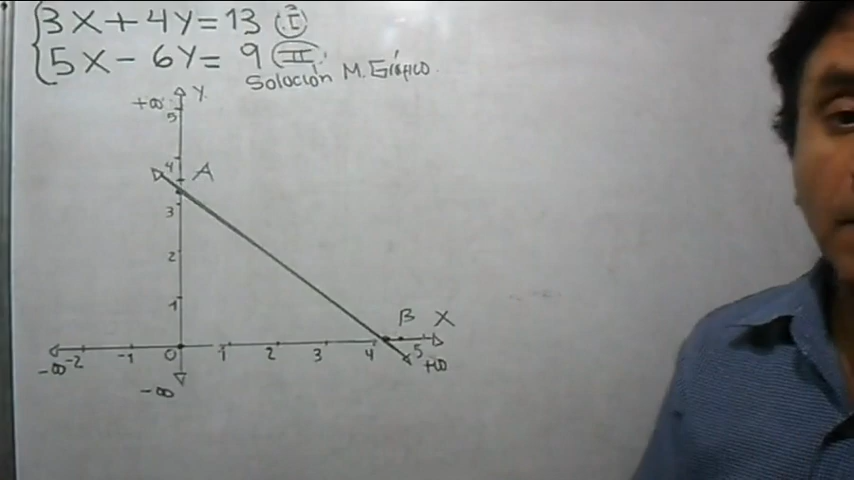 3X + 4Y = 13 I
5X - 6Y = 9 II
Solución M. Gráfico.
+∞ Y
5
4 A
3
2
1
B X
-∞ -2 -1 0 1 2 3 4 5 +∞
-∞